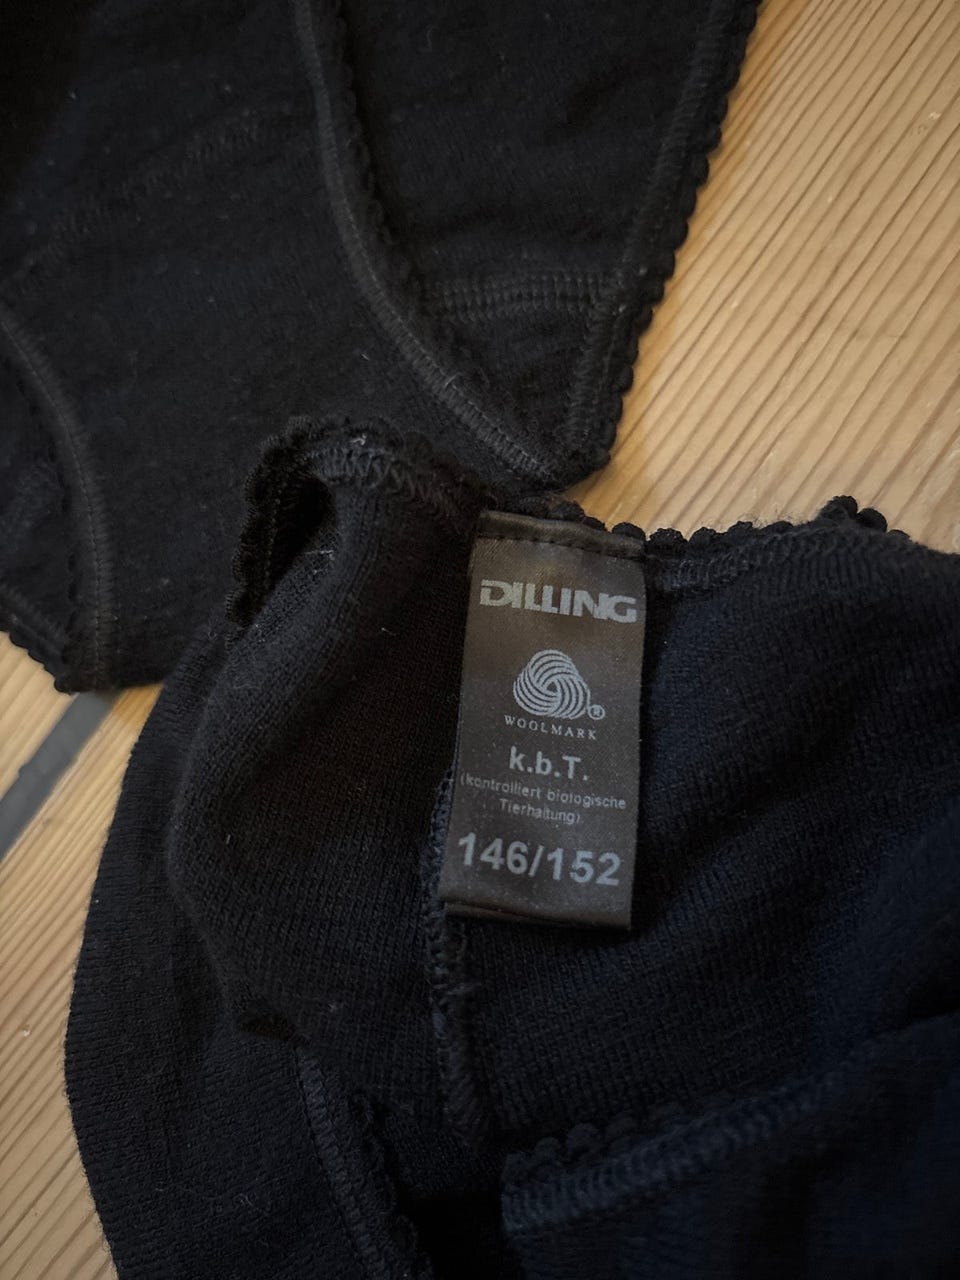 DILLING
®
WOOLMARK
k.b.T.
(kontrolliert biologische
Tierhaltung)
146/152